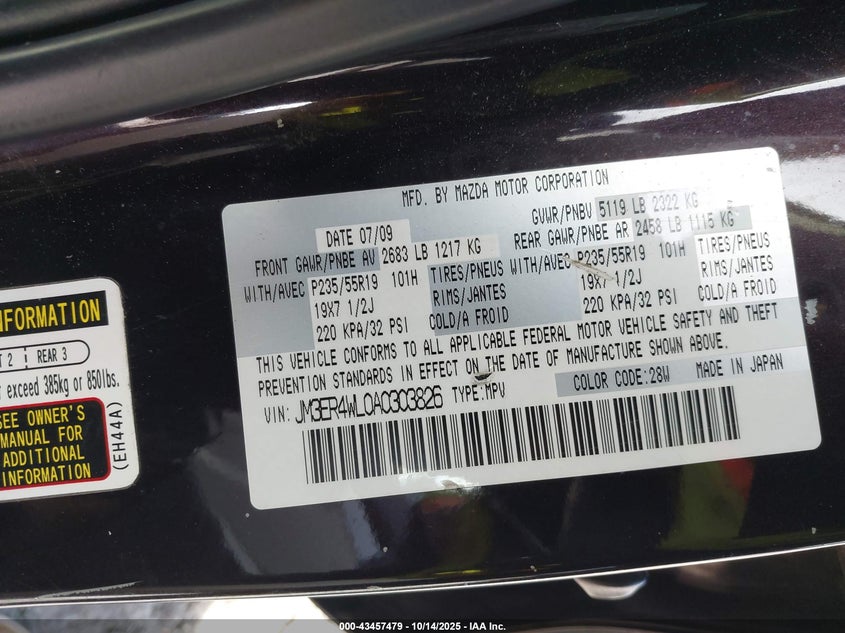 MFD. BY MAZDA MOTOR CORPORATION
DATE 07/09
GVWR/PNBV 5119 LB 2322 KG
FRONT GAWR/PNBE AV 2683 LB 1217 KG
REAR GAWR/PNBE AR 2458 LB 1115 KG
WITH/AVEC P235/55R19 101H TIRES/PNEUS
19X7 1/2J RIMS/JANTES
220 KPA/32 PSI COLD/A FROID
WITH/AVEC P235/55R19 101H TIRES/PNEUS
19X7 1/2J RIMS/JANTES
220 KPA/32 PSI COLD/A FROID
THIS VEHICLE CONFORMS TO ALL APPLICABLE FEDERAL MOTOR VEHICLE SAFETY AND THEFT
PREVENTION STANDARDS IN EFFECT ON THE DATE OF MANUFACTURE SHOWN ABOVE.
VIN: JM3ER4WL0A0303826 TYPE:MPV
COLOR CODE:28W MADE IN JAPAN
NFORMATION
2 REAR 3
exceed 385kg or 850lbs.
SEE OWNER'S
MANUAL FOR
ADDITIONAL
INFORMATION
(EH44A)
000-43457479 - 10/14/2025 - IAA Inc.